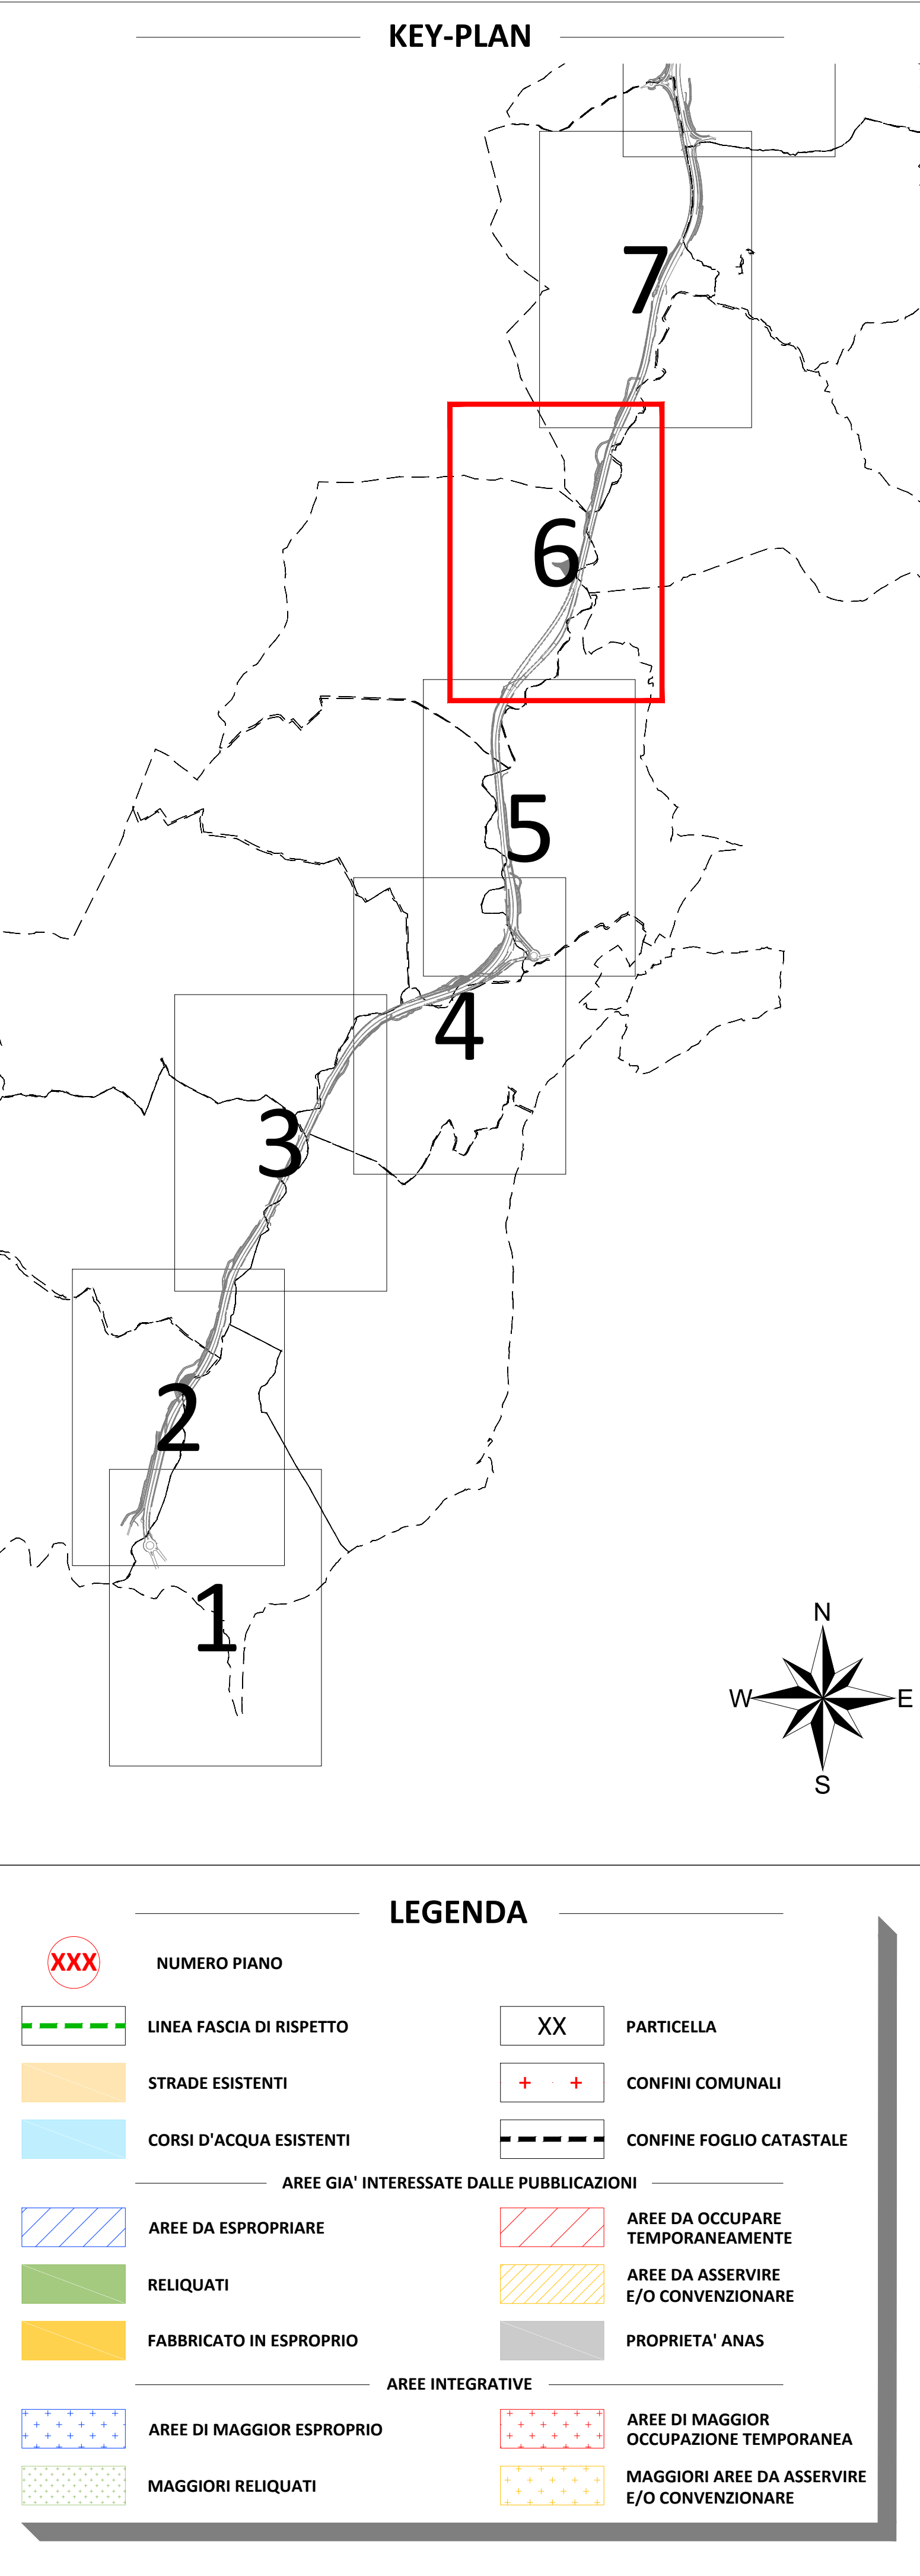 KEY-PLAN
7
6
5
4
3
2
1
N
W E
S
LEGENDA
XXX NUMERO PIANO
LINEA FASCIA DI RISPETTO
XX PARTICELLA
STRADE ESISTENTI
CONFINI COMUNALI
CORSI D'ACQUA ESISTENTI
CONFINE FOGLIO CATASTALE
AREE GIA' INTERESSATE DALLE PUBBLICAZIONI
AREE DA ESPROPRIARE
AREE DA OCCUPARE
TEMPORANEAMENTE
RELIQUATI
AREE DA ASSERVIRE
E/O CONVENZIONARE
FABBRICATO IN ESPROPRIO
PROPRIETA' ANAS
AREE INTEGRATIVE
AREE DI MAGGIOR ESPROPRIO
AREE DI MAGGIOR
OCCUPAZIONE TEMPORANEA
MAGGIORI RELIQUATI
MAGGIORI AREE DA ASSERVIRE
E/O CONVENZIONARE